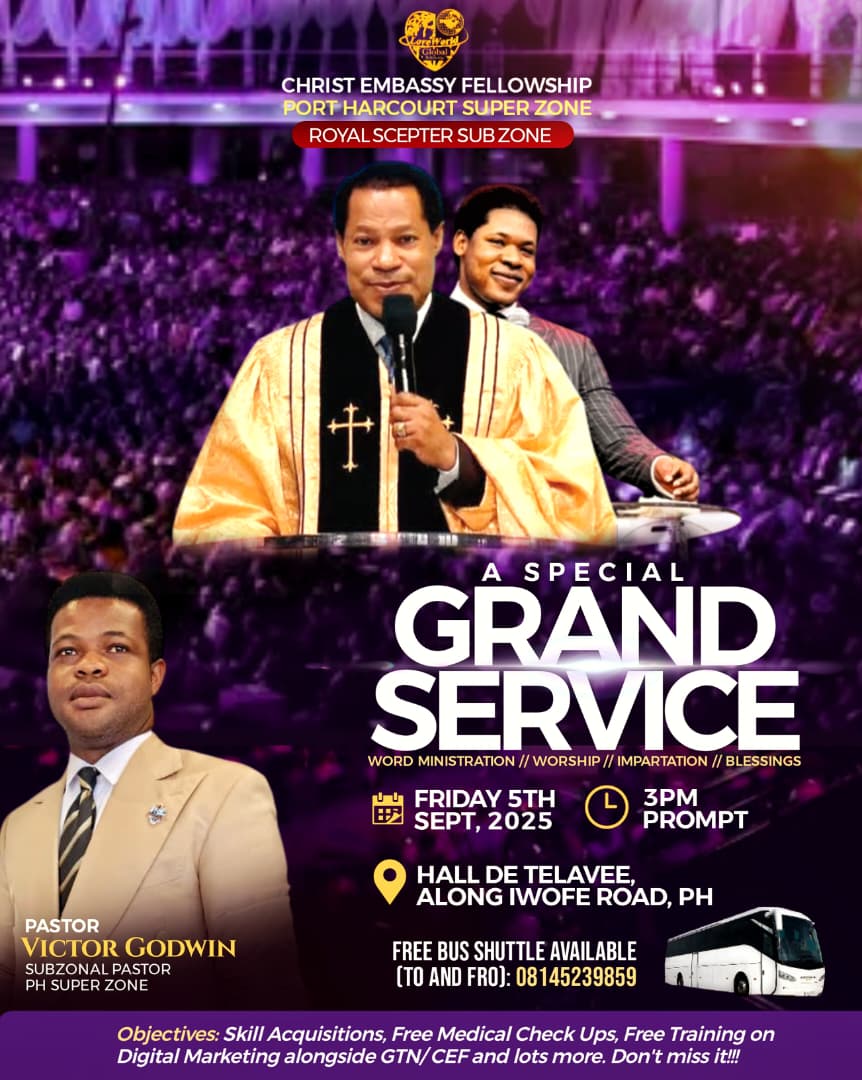 LoveWorld
Global
CHRIST EMBASSY FELLOWSHIP
PORT HARCOURT SUPER ZONE
ROYAL SCEPTER SUB ZONE
A SPECIAL
GRAND
SERVICE
WORD MINISTRATION // WORSHIP // IMPARTATION // BLESSINGS
FRIDAY 5TH
SEPT, 2025
3PM
PROMPT
HALL DE TELAVEE,
ALONG IWOFE ROAD, PH
PASTOR
VICTOR GODWIN
SUBZONAL PASTOR
PH SUPER ZONE
FREE BUS SHUTTLE AVAILABLE
(TO AND FRO): 08145239859
Objectives: Skill Acquisitions, Free Medical Check Ups, Free Training on
Digital Marketing alongside GTN/ CEF and lots more. Don't miss it!!!